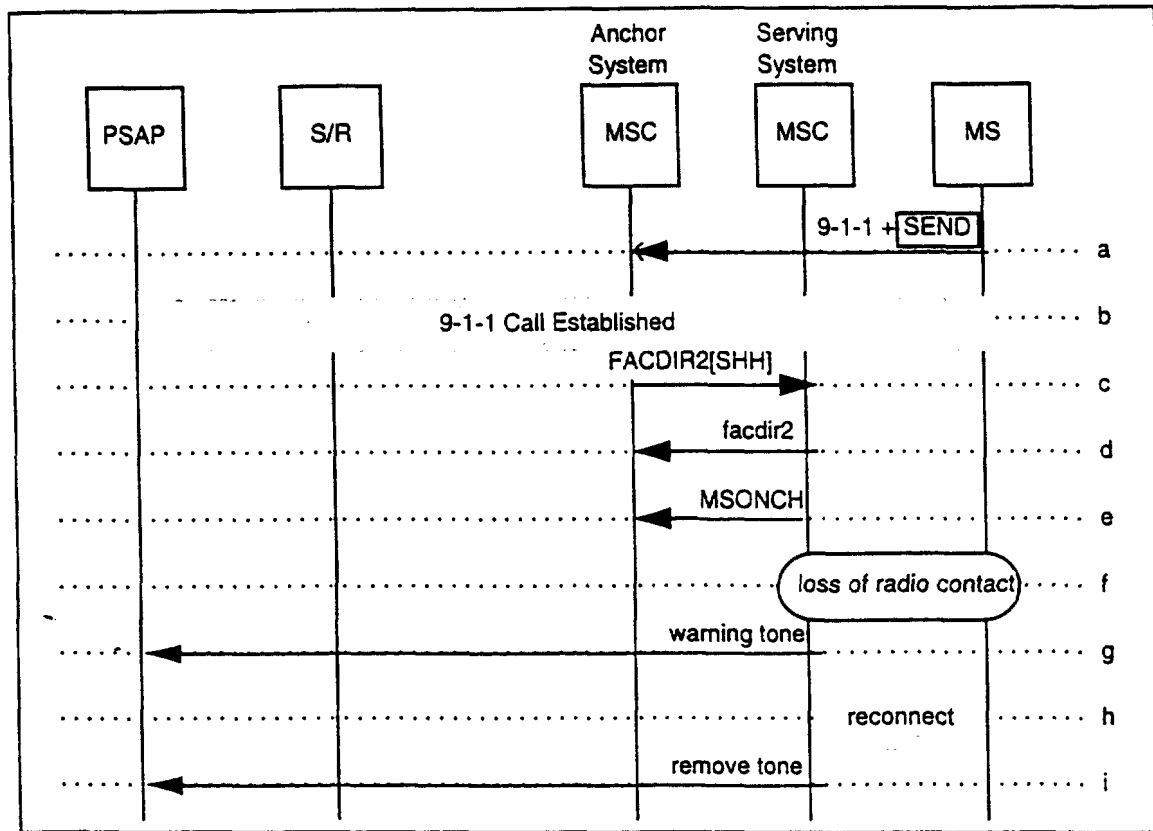 Anchor System
Serving System
PSAP
S/R
MSC
MSC
MS
9-1-1 + SEND
a
9-1-1 Call Established
b
FACDIR2[SHH]
c
facdir2
d
MSONCH
e
loss of radio contact
f
warning tone
g
reconnect
h
remove tone
i